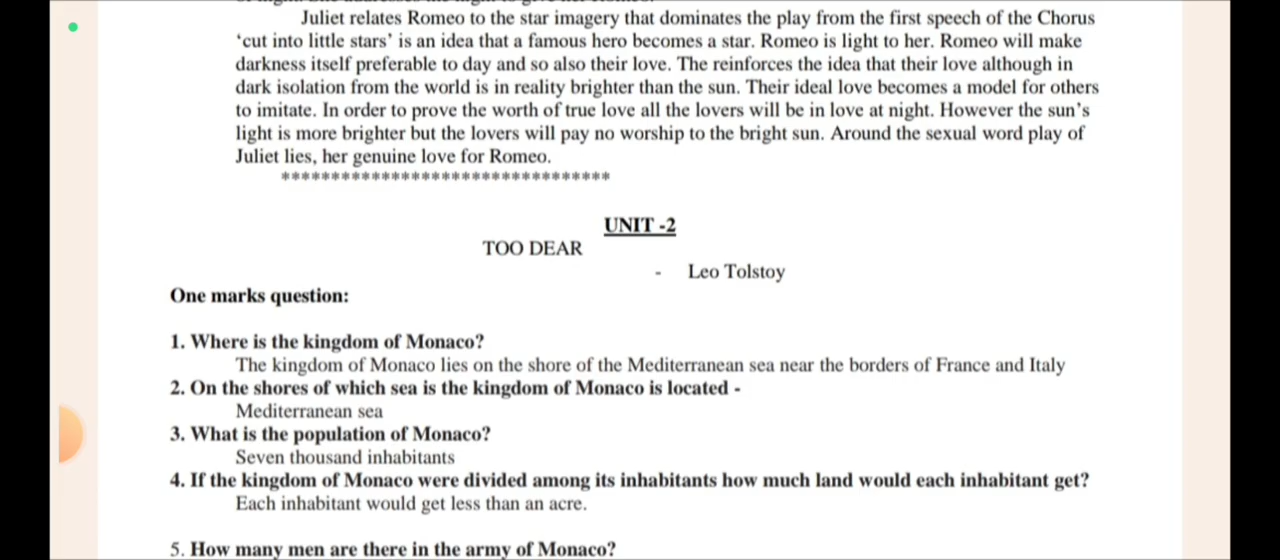 Juliet relates Romeo to the star imagery that dominates the play from the first speech of the Chorus
‘cut into little stars’ is an idea that a famous hero becomes a star. Romeo is light to her. Romeo will make
darkness itself preferable to day and so also their love. The reinforces the idea that their love although in
dark isolation from the world is in reality brighter than the sun. Their ideal love becomes a model for others
to imitate. In order to prove the worth of true love all the lovers will be in love at night. However the sun’s
light is more brighter but the lovers will pay no worship to the bright sun. Around the sexual word play of
Juliet lies, her genuine love for Romeo.
*********************************
UNIT -2
TOO DEAR
- Leo Tolstoy
One marks question:
1. Where is the kingdom of Monaco?
The kingdom of Monaco lies on the shore of the Mediterranean sea near the borders of France and Italy
2. On the shores of which sea is the kingdom of Monaco is located -
Mediterranean sea
3. What is the population of Monaco?
Seven thousand inhabitants
4. If the kingdom of Monaco were divided among its inhabitants how much land would each inhabitant get?
Each inhabitant would get less than an acre.
5. How many men are there in the army of Monaco?